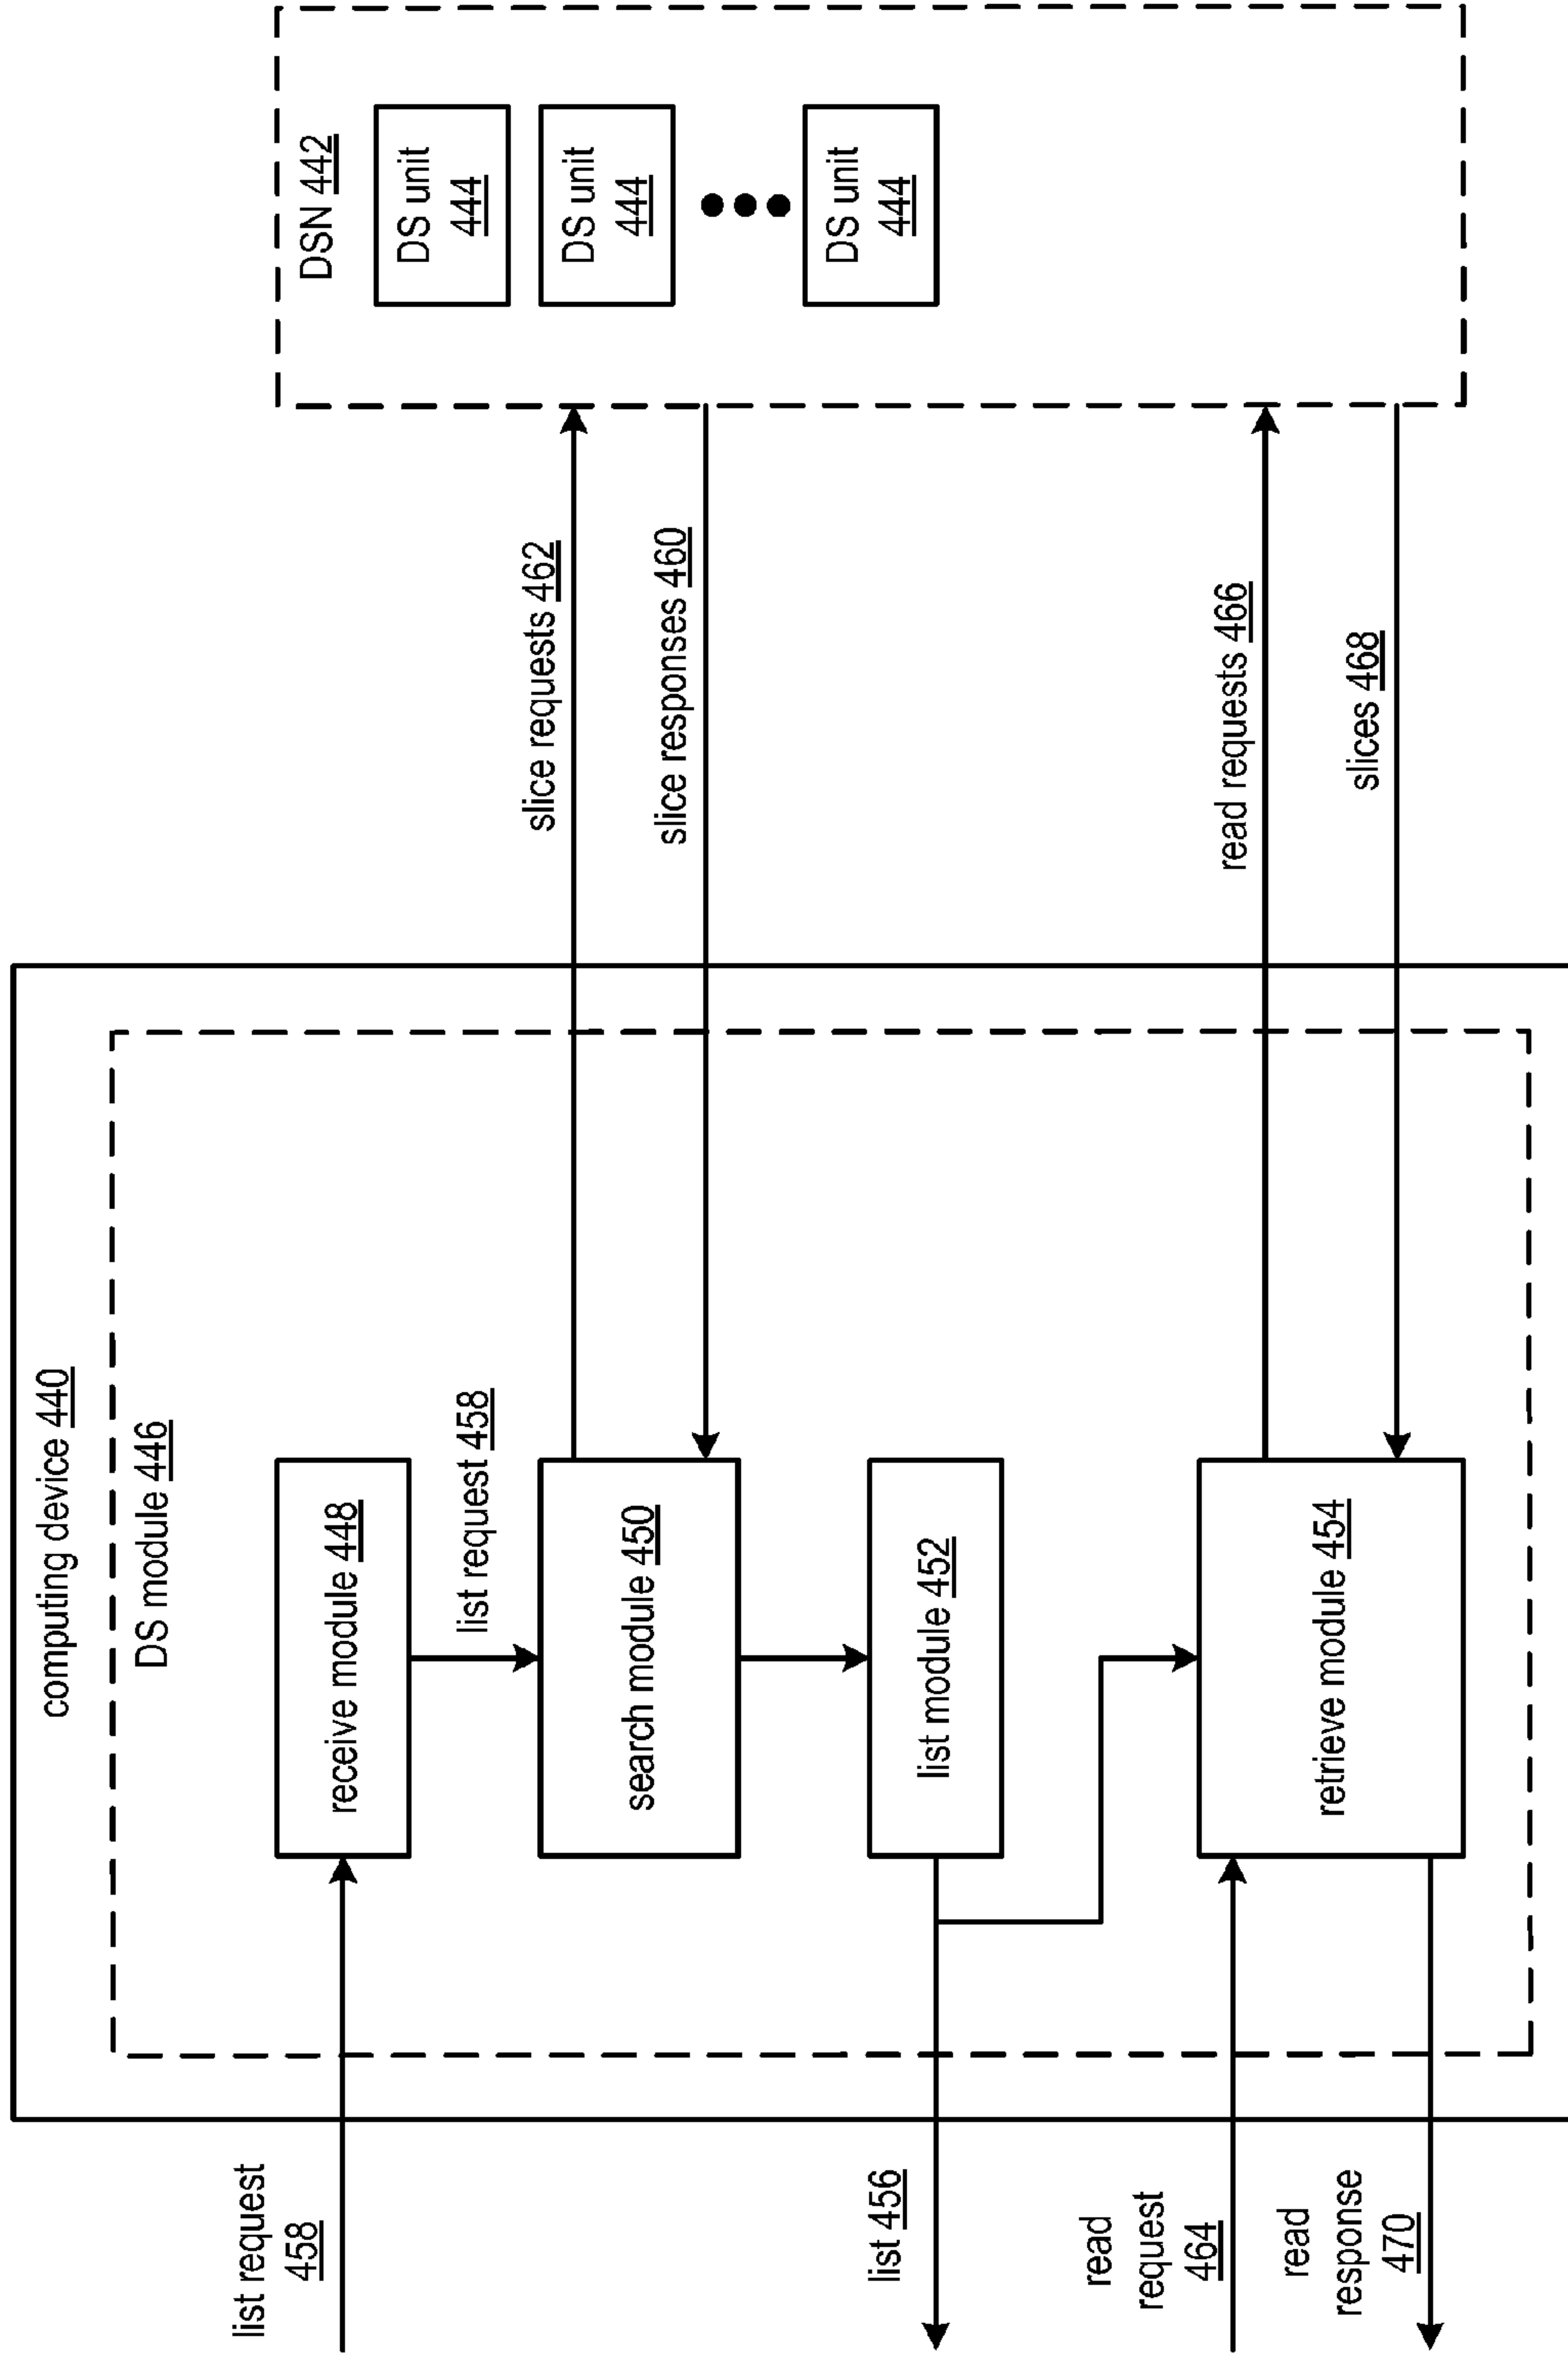 computing device 440
DS module 446
DSN 442
list request
458
receive module 448
DS unit
444
list request 458
DS unit
444
search module 450
slice requests 462
slice responses 460
DS unit
444
list 456
list module 452
read
request
464
read requests 466
retrieve module 454
read
response
470
slices 468